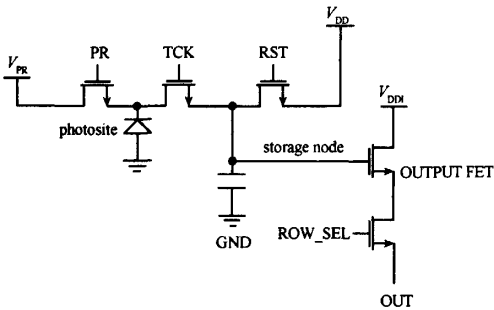 V_DD
V_PR
PR TCK RST
V_DDI
photosite
storage node
OUTPUT FET
GND
ROW_SEL
OUT